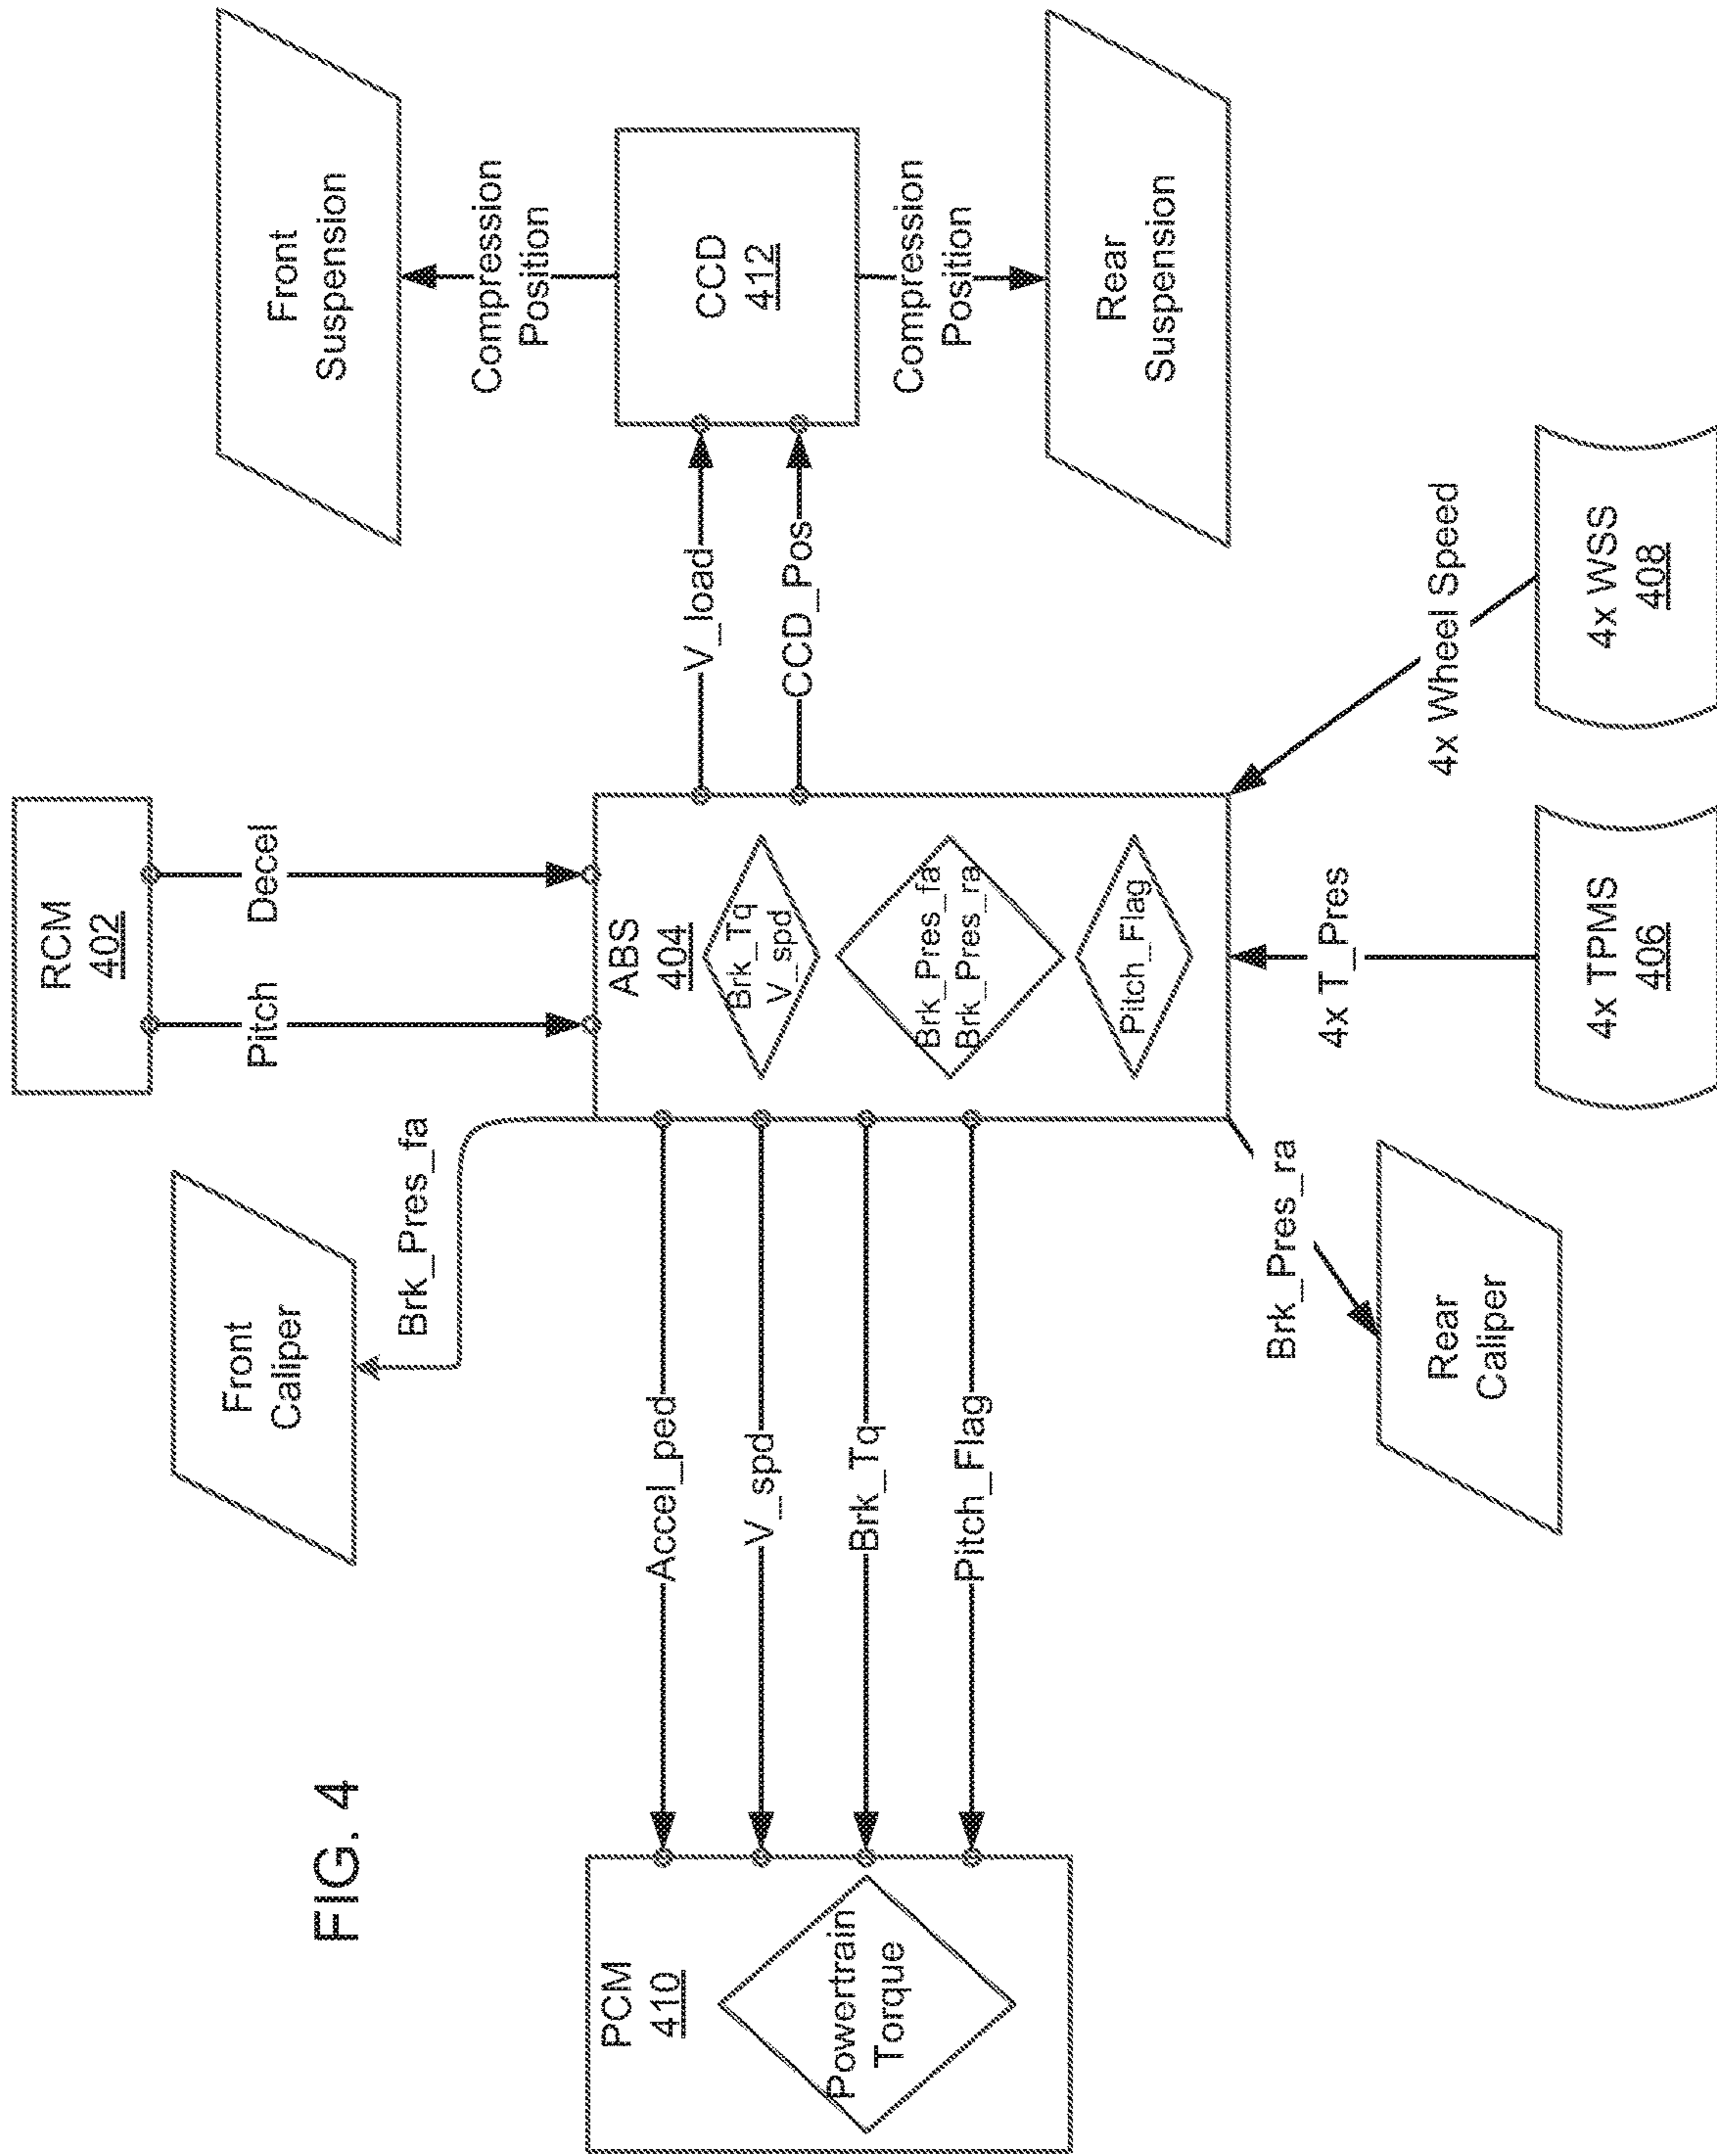 FIG. 4
RCM
402
Pitch
Decel
Front
Caliper
Brk_Pres_fa
Front
Suspension
Compression
Position
PCM
410
Powertrain
Torque
Accel_ped
V_spd
Brk_Tq
Pitch_Flag
ABS
404
Brk_Tq
V_spd
Brk_Pres_fa
Brk_Pres_ra
Pitch_Flag
V_load
CCD_Pos
CCD
412
Compression
Position
Rear
Suspension
Brk_Pres_ra
Rear
Caliper
4x T_Pres
4x TPMS
406
4x Wheel Speed
4x WSS
408